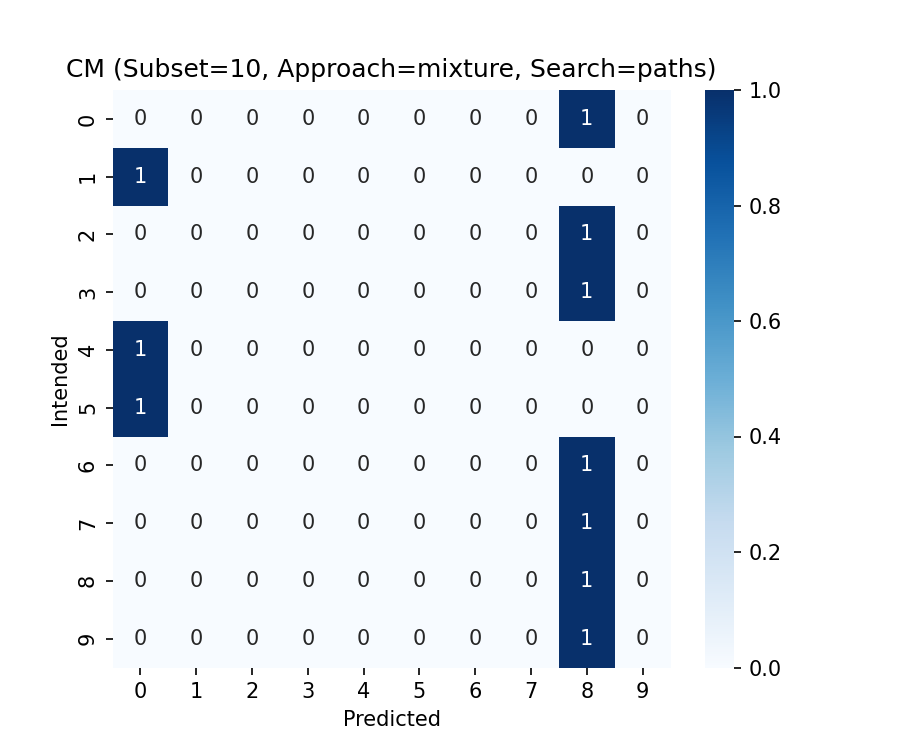 CM (Subset=10, Approach=mixture, Search=paths)
0 0 0 0 0 0 0 0 0 1 0
1 1 0 0 0 0 0 0 0 0 0
2 0 0 0 0 0 0 0 0 1 0
3 0 0 0 0 0 0 0 0 1 0
4 1 0 0 0 0 0 0 0 0 0
5 1 0 0 0 0 0 0 0 0 0
6 0 0 0 0 0 0 0 0 1 0
7 0 0 0 0 0 0 0 0 1 0
8 0 0 0 0 0 0 0 0 1 0
9 0 0 0 0 0 0 0 0 1 0
0 1 2 3 4 5 6 7 8 9
Predicted
Intended
1.0
0.8
0.6
0.4
0.2
0.0